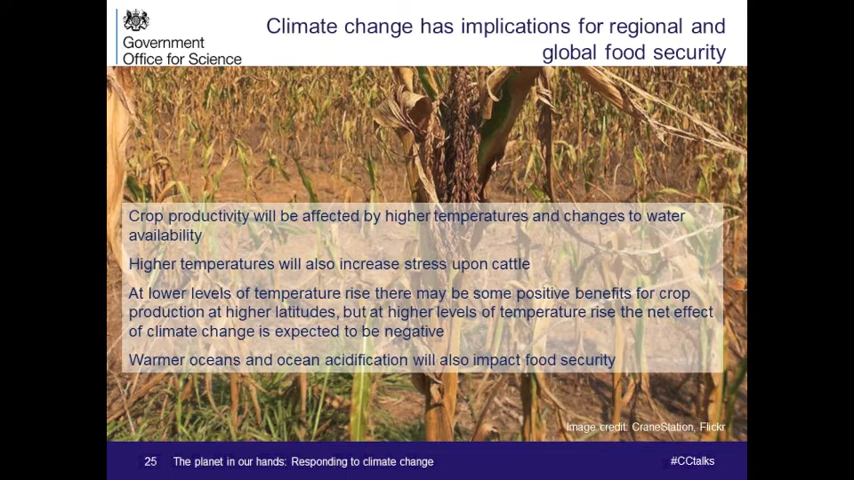 Climate change has implications for regional and
global food security
Government
Office for Science
Crop productivity will be affected by higher temperatures and changes to water
availability
Higher temperatures will also increase stress upon cattle
At lower levels of temperature rise there may be some positive benefits for crop
production at higher latitudes, but at higher levels of temperature rise the net effect
of climate change is expected to be negative
Warmer oceans and ocean acidification will also impact food security
Image credit: CraneStation, Flickr
25 The planet in our hands: Responding to climate change #CCtalks